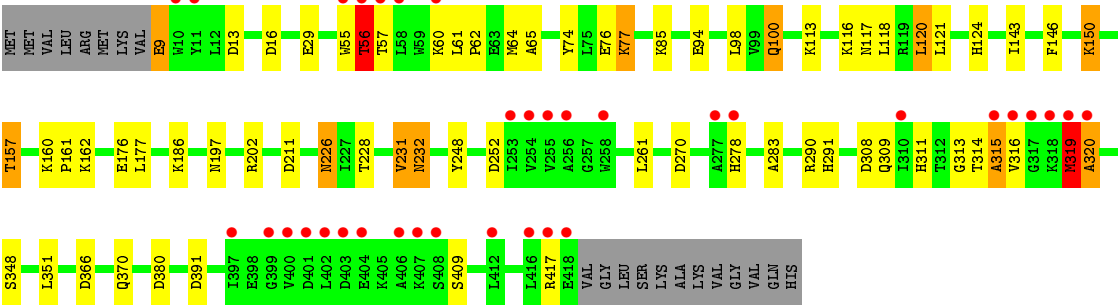 MET MET VAL LEU ARG MET LYS VAL E9 W10 Y11 L12 D13 D16 E29 W55 T56 T57 L58 W59 K60 L61 P62 E63 M64 A65 Y74 L75 E76 K77 K85 E94 L98 V99 Q100 K113 K116 N117 L118 R119 L120 L121 H124 I143 F146 K150
T157 K160 P161 K162 E176 L177 K186 N197 R202 D211 N226 I227 T228 V231 N232 Y248 D252 I253 V254 V255 A256 G257 W258 L261 D270 A277 H278 A283 R290 H291 D308 Q309 I310 H311 T312 G313 T314 A315 V316 G317 K318 M319 A320
S348 L351 D366 Q370 D380 D391 I397 E398 G399 V400 D401 L402 D403 E404 K405 A406 K407 S408 S409 L412 L416 R417 E418 VAL GLY LEU SER LYS ALA LYS VAL GLY VAL GLN HIS